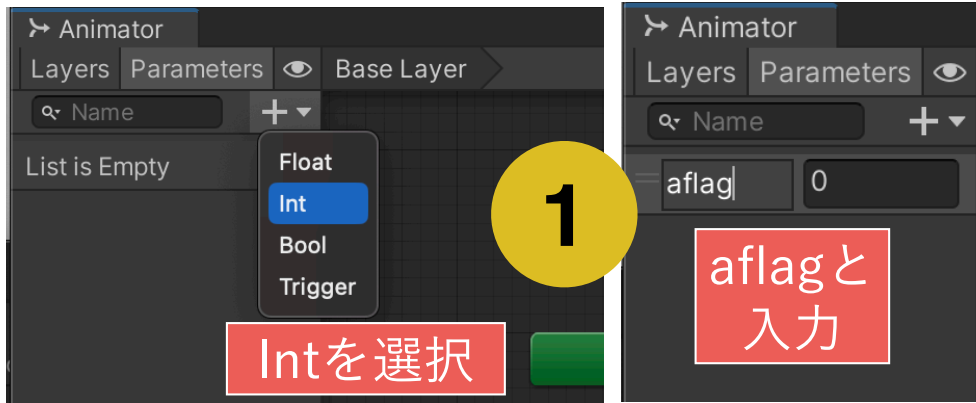 Animator
Layers Parameters Base Layer
Name
List is Empty
Float
Int
Bool
Trigger
Intを選択
1
Animator
Layers Parameters
Name
aflag 0
aflagと
入力